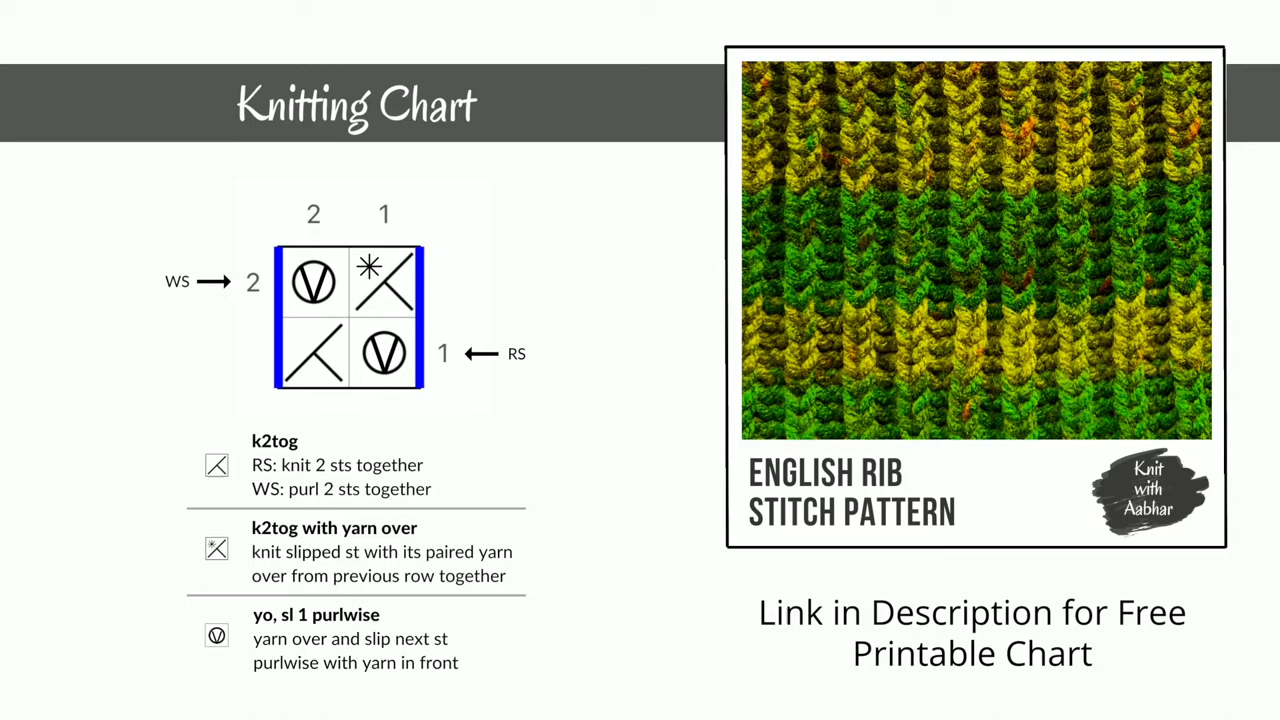 Knitting Chart
2 1
WS 2
1 RS
k2tog
RS: knit 2 sts together
WS: purl 2 sts together
k2tog with yarn over
knit slipped st with its paired yarn
over from previous row together
yo, sl 1 purlwise
yarn over and slip next st
purlwise with yarn in front
ENGLISH RIB
STITCH PATTERN
Knit
with
Aabhar
Link in Description for Free
Printable Chart